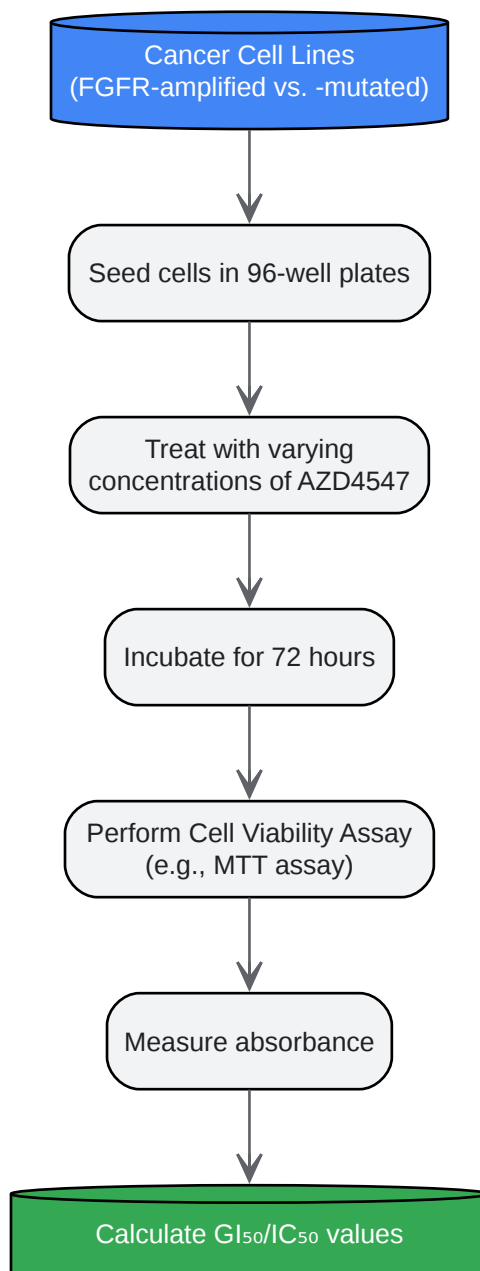 Cancer Cell Lines
(FGFR-amplified vs. -mutated)
Seed cells in 96-well plates
Treat with varying
concentrations of AZD4547
Incubate for 72 hours
Perform Cell Viability Assay
(e.g., MTT assay)
Measure absorbance
Calculate GI₅₀/IC₅₀ values